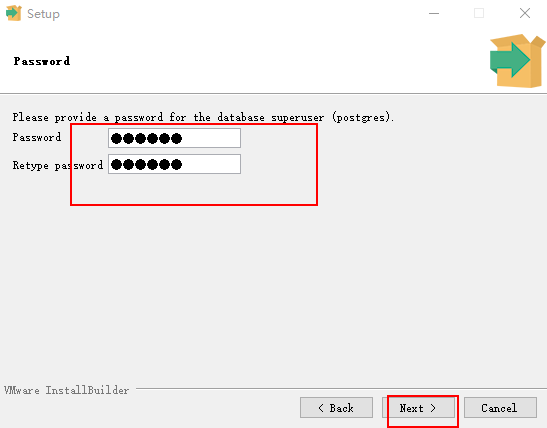 Setup
Password
Please provide a password for the database superuser (postgres).
Password ●●●●●●
Retype password ●●●●●●
VMware InstallBuilder
< Back Next > Cancel